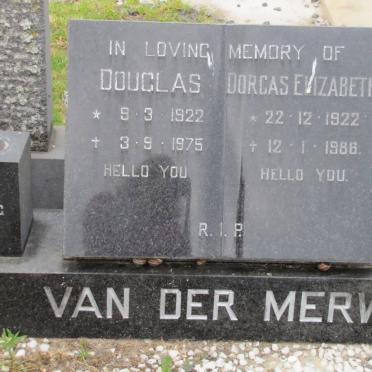 IN LOVING MEMORY OF
DOUGLAS
* 9·3·1922
✝ 3·9·1975
HELLO YOU
DORCAS ELIZABETH
* 22·12·1922
✝ 12·1·1986.
HELLO YOU.
R.I.P.
VAN DER MERW